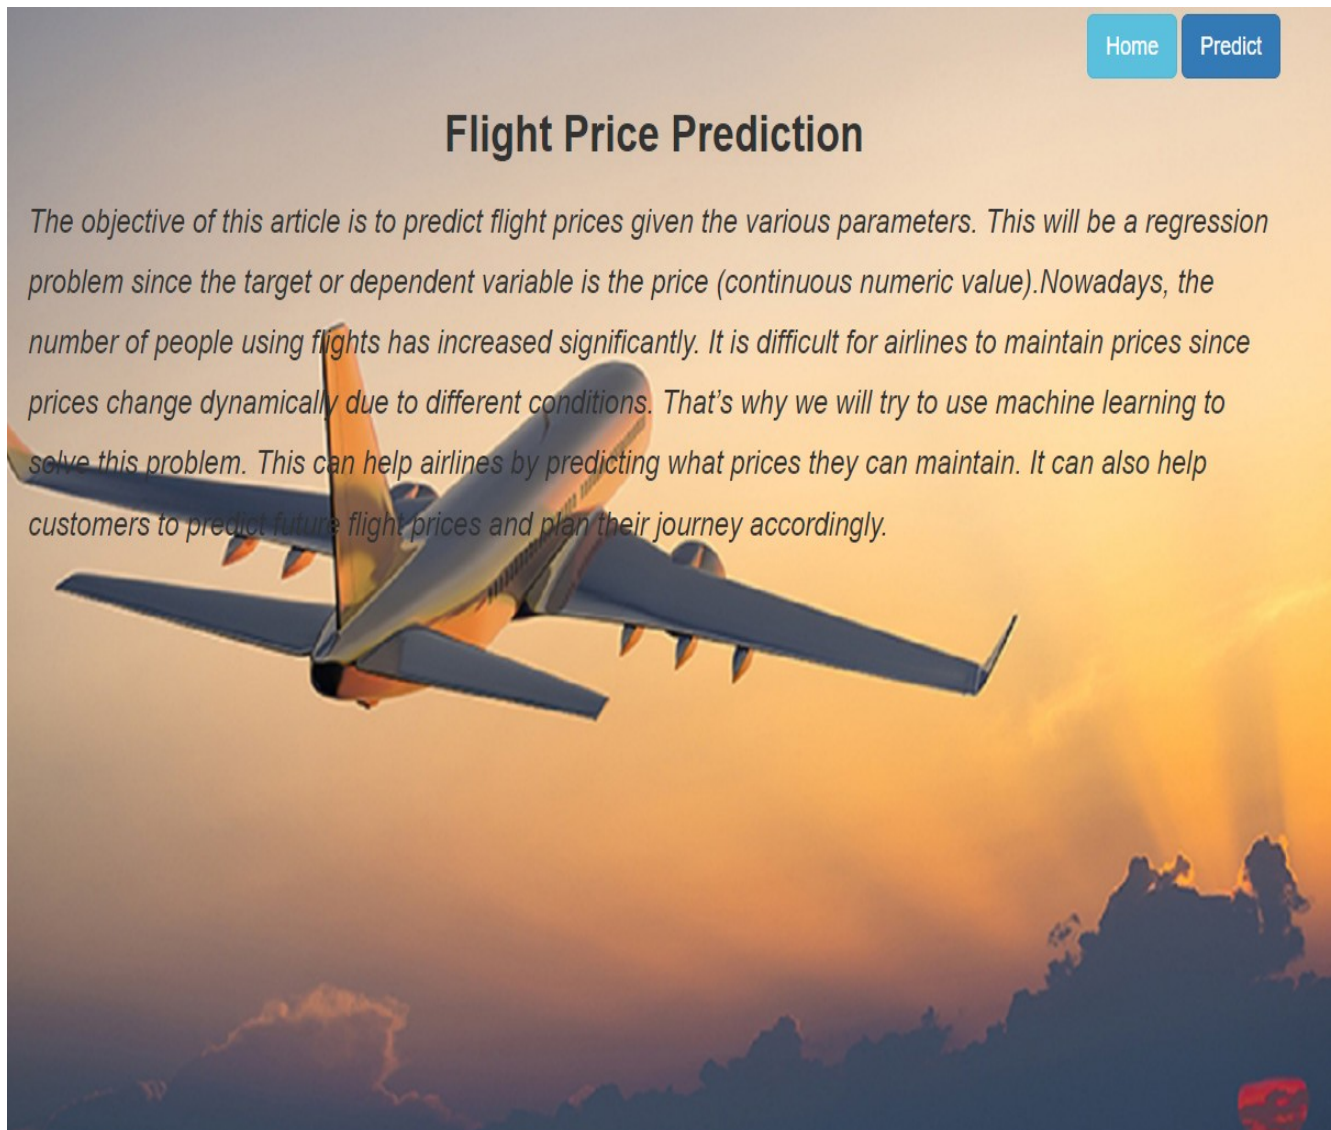 Home Predict
Flight Price Prediction
The objective of this article is to predict flight prices given the various parameters. This will be a regression
problem since the target or dependent variable is the price (continuous numeric value).Nowadays, the
number of people using flights has increased significantly. It is difficult for airlines to maintain prices since
prices change dynamically due to different conditions. That’s why we will try to use machine learning to
solve this problem. This can help airlines by predicting what prices they can maintain. It can also help
customers to predict future flight prices and plan their journey accordingly.